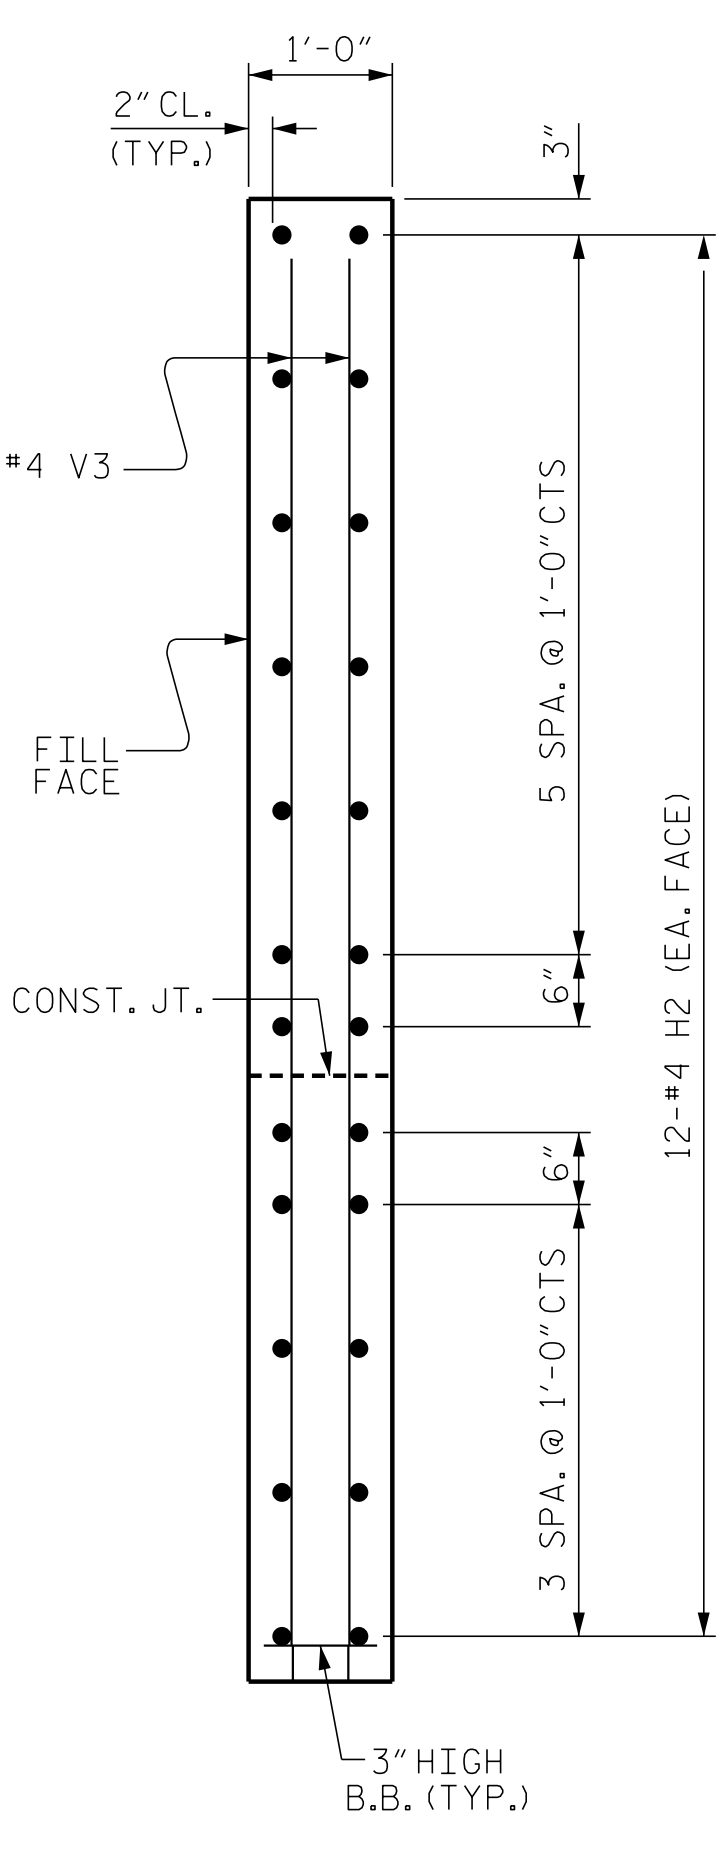 1'-0"
2" CL.
(TYP.)
3"
#4 V3
5 SPA. @ 1'-0" CTS
FILL
FACE
12-#4 H2 (EA. FACE)
6"
CONST. JT.
6"
3 SPA. @ 1'-0" CTS
3" HIGH
B.B. (TYP.)